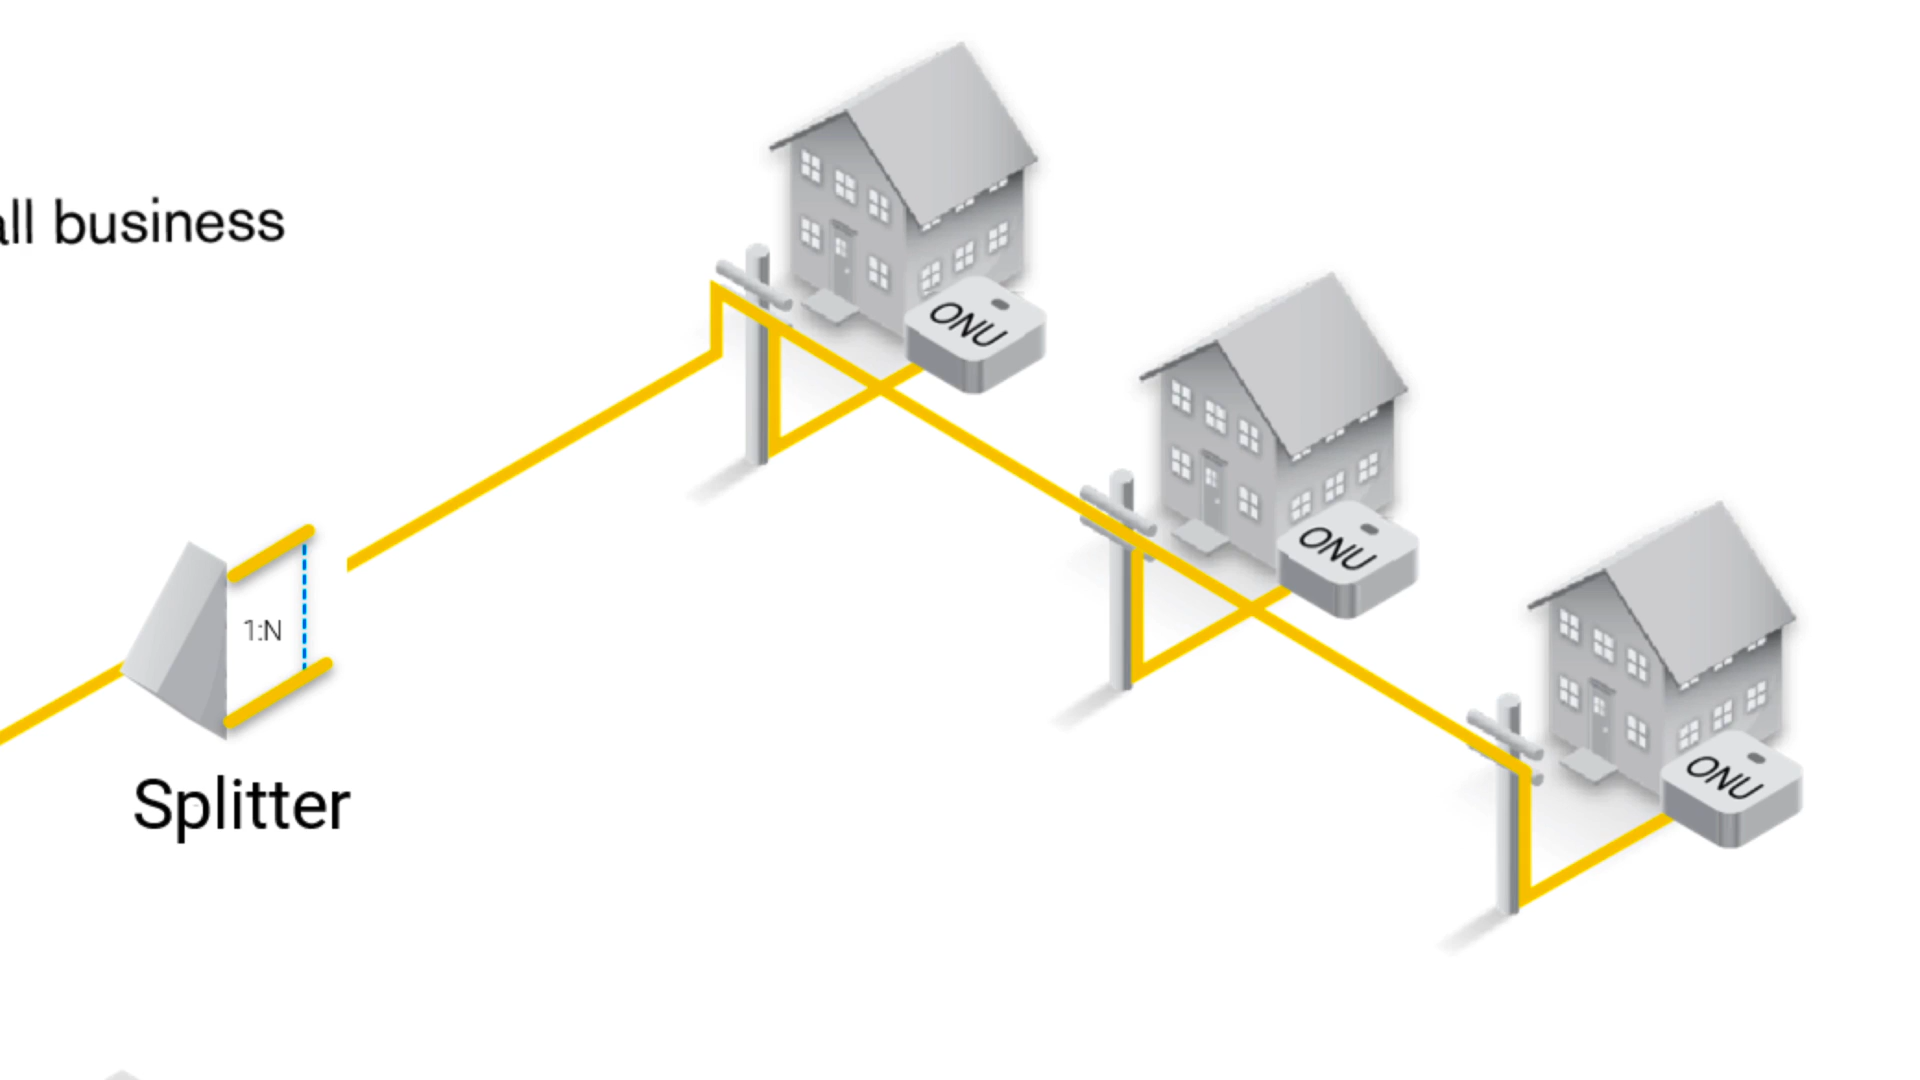 all business
ONU
ONU
1:N
ONU
Splitter